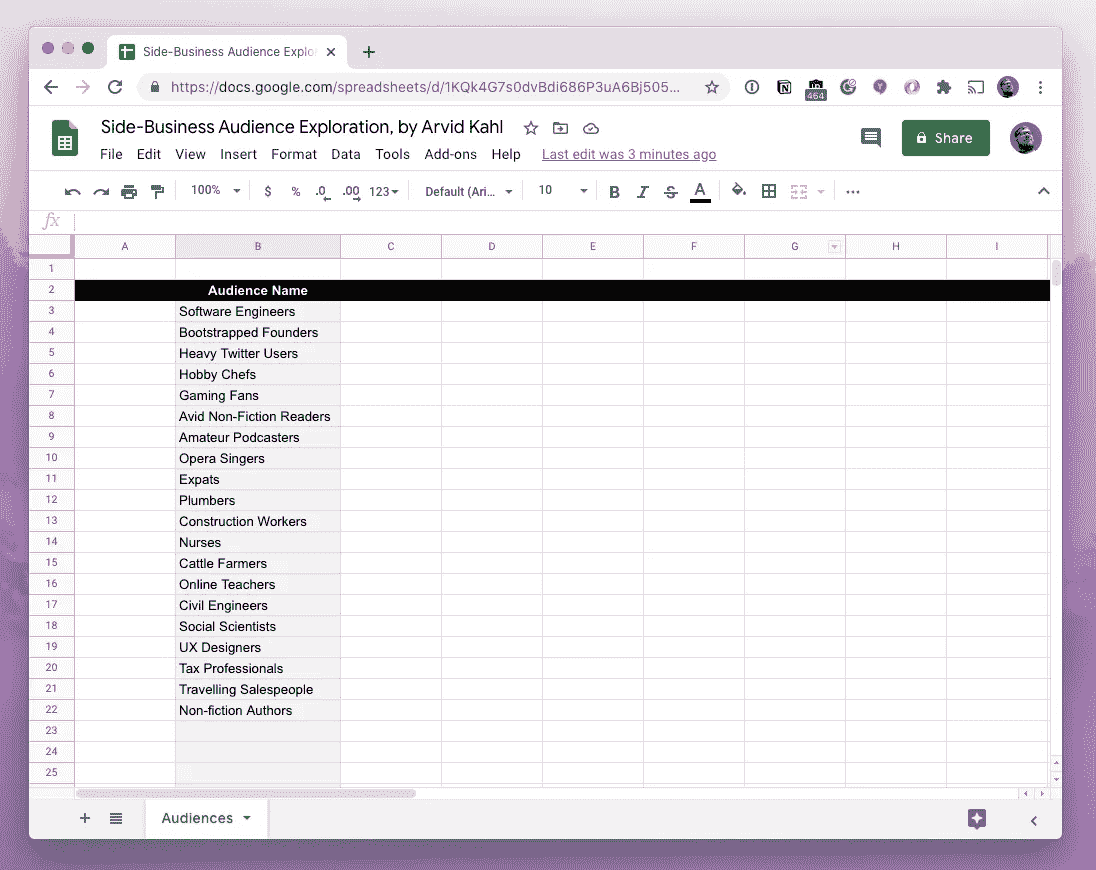 Side-Business Audience Explo
https://docs.google.com/spreadsheets/d/1KQk4G7s0dvBdi686P3uA6Bj505...
464
Side-Business Audience Exploration, by Arvid Kahl
Share
File Edit View Insert Format Data Tools Add-ons Help Last edit was 3 minutes ago
100% $ % .0 .00 123 Default (Ari... 10 B I S A ...
fx
A B C D E F G H I
1
2 Audience Name
3 Software Engineers
4 Bootstrapped Founders
5 Heavy Twitter Users
6 Hobby Chefs
7 Gaming Fans
8 Avid Non-Fiction Readers
9 Amateur Podcasters
10 Opera Singers
11 Expats
12 Plumbers
13 Construction Workers
14 Nurses
15 Cattle Farmers
16 Online Teachers
17 Civil Engineers
18 Social Scientists
19 UX Designers
20 Tax Professionals
21 Travelling Salespeople
22 Non-fiction Authors
23
24
25
Audiences